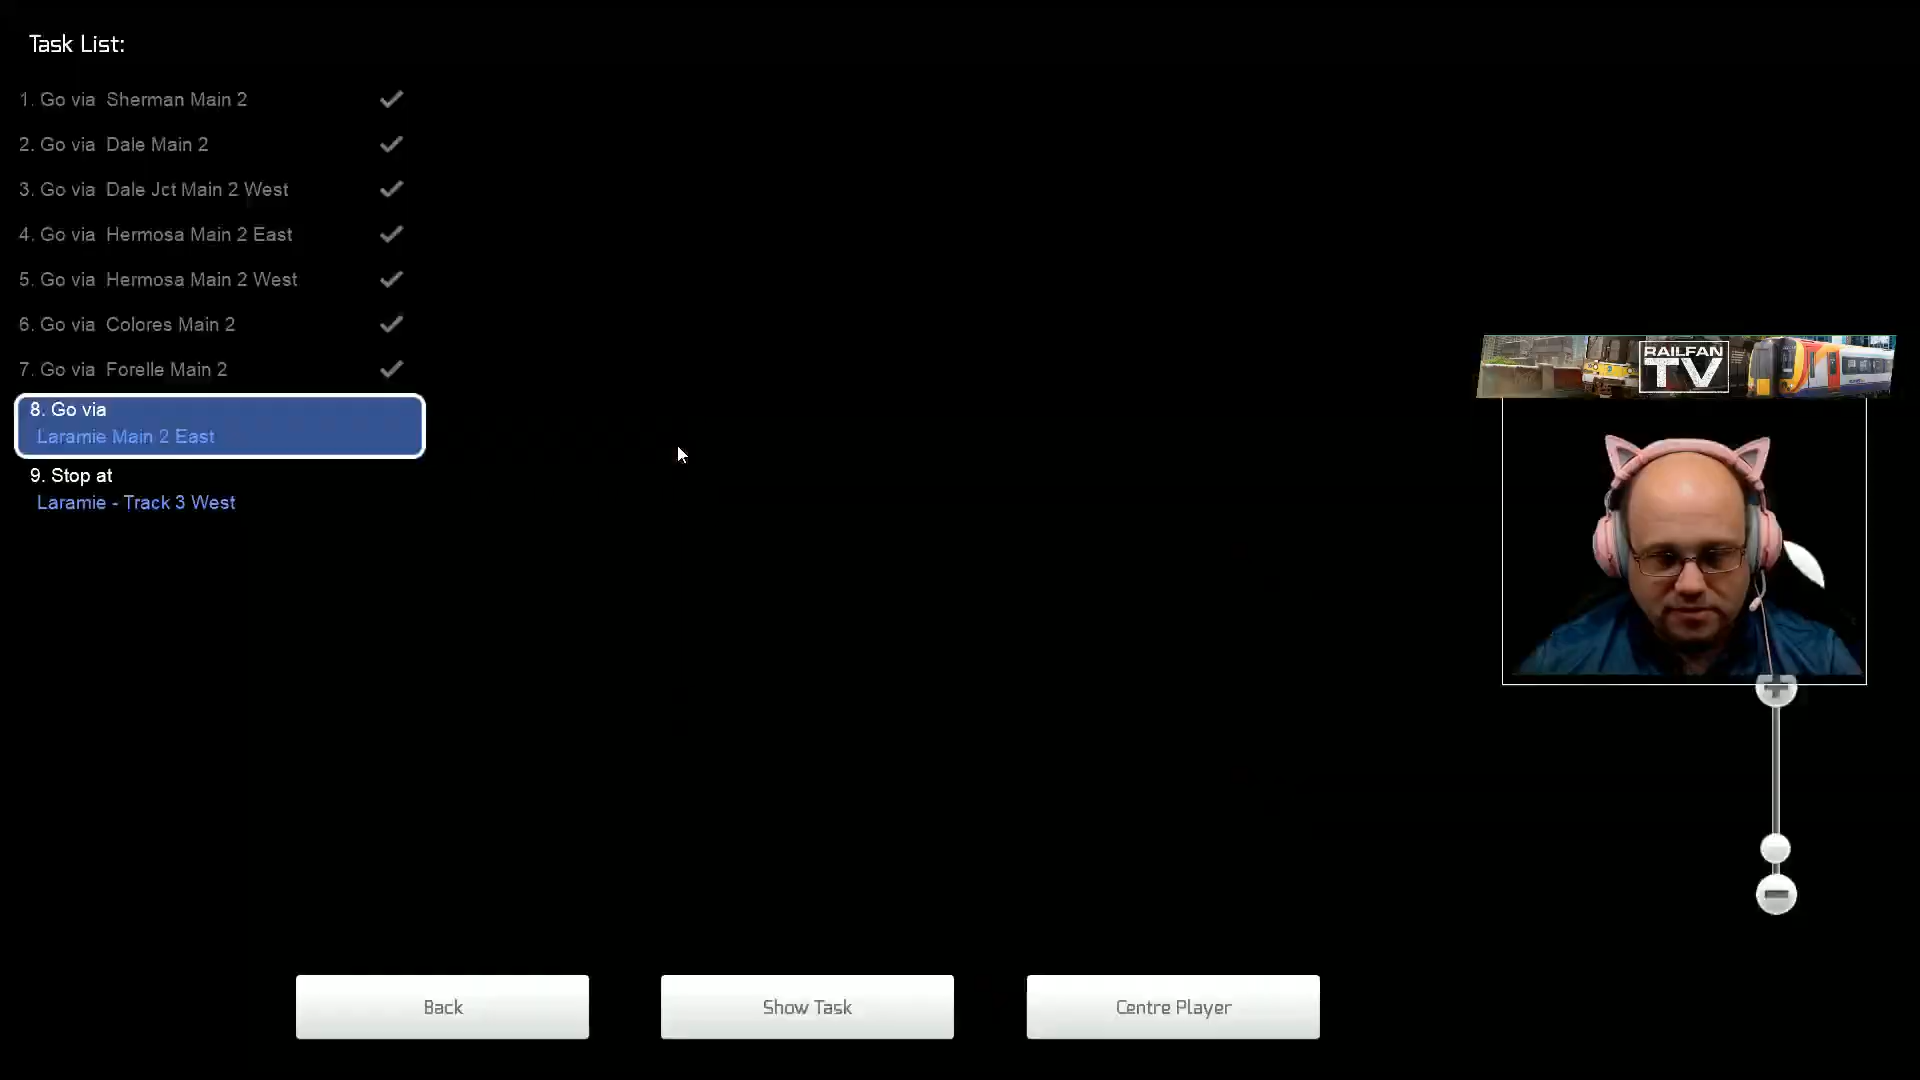 Task List:
1. Go via Sherman Main 2
2. Go via Dale Main 2
3. Go via Dale Jct Main 2 West
4. Go via Hermosa Main 2 East
5. Go via Hermosa Main 2 West
6. Go via Colores Main 2
7. Go via Forelle Main 2
8. Go via
Laramie Main 2 East
9. Stop at
Laramie - Track 3 West
RAILFAN
TV
Back
Show Task
Centre Player